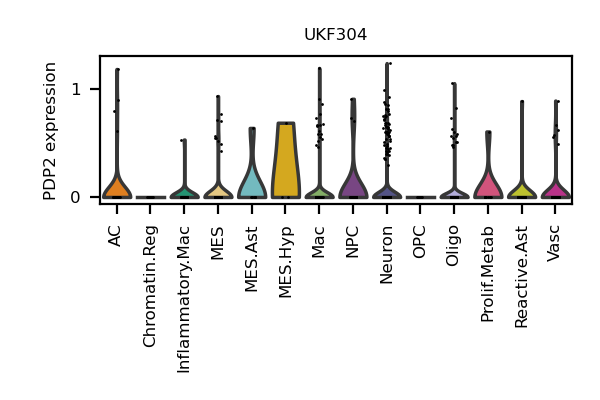 UKF304
PDP2 expression
1
0
AC
Chromatin.Reg
Inflammatory.Mac
MES
MES.Ast
MES.Hyp
Mac
NPC
Neuron
OPC
Oligo
Prolif.Metab
Reactive.Ast
Vasc